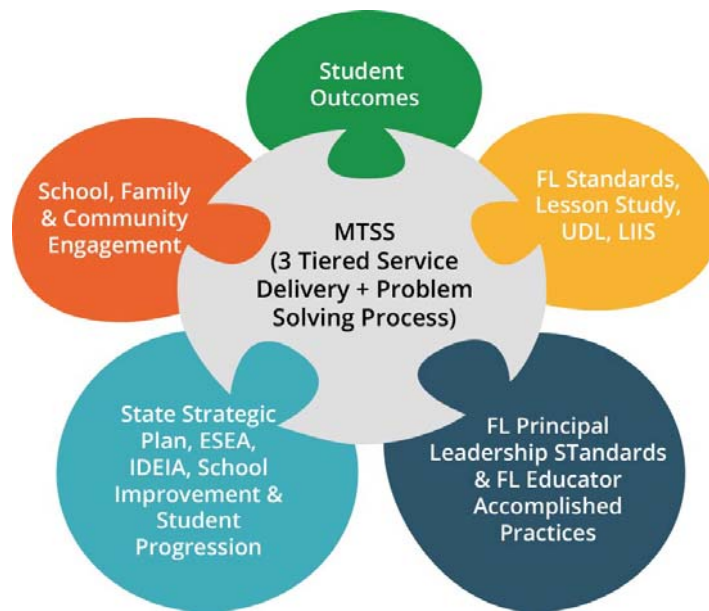 Student
Outcomes
School, Family
& Community
Engagement
FL Standards,
Lesson Study,
UDL, LIIS
MTSS
(3 Tiered Service
Delivery + Problem
Solving Process)
State Strategic
Plan, ESEA,
IDEIA, School
Improvement &
Student
Progression
FL Principal
Leadership STandards
& FL Educator
Accomplished
Practices